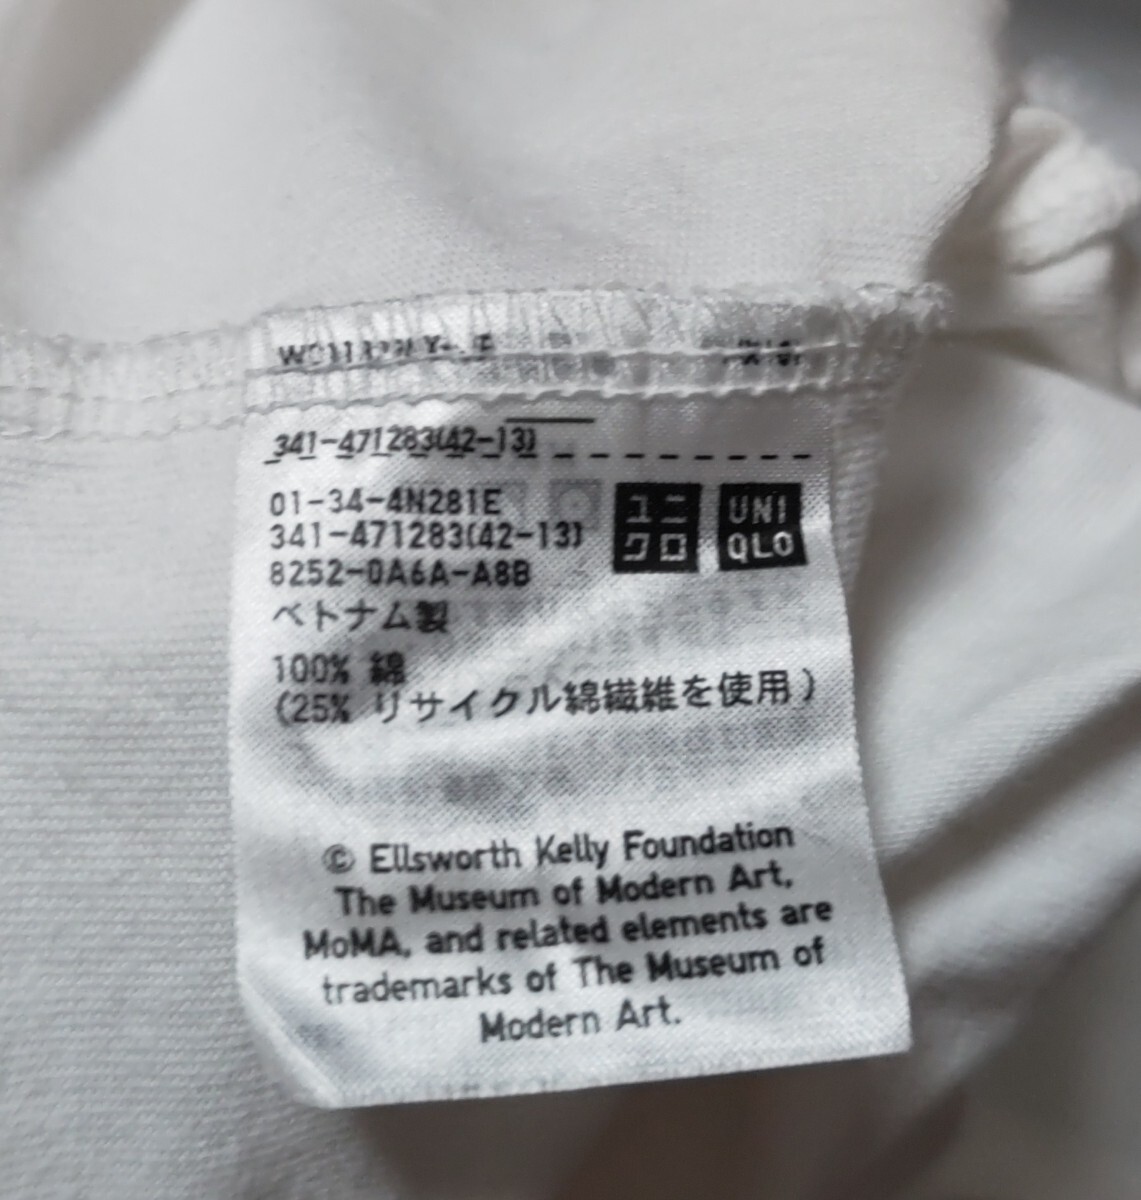 341-471283(42-13)
01-34-4N281E
341-471283(42-13)
8252-0A6A-A8B
ユニ
クロ
UNI
QLO
ベトナム製
100% 綿
(25% リサイクル綿繊維を使用)
© Ellsworth Kelly Foundation
The Museum of Modern Art,
MoMA, and related elements are
trademarks of The Museum of
Modern Art.